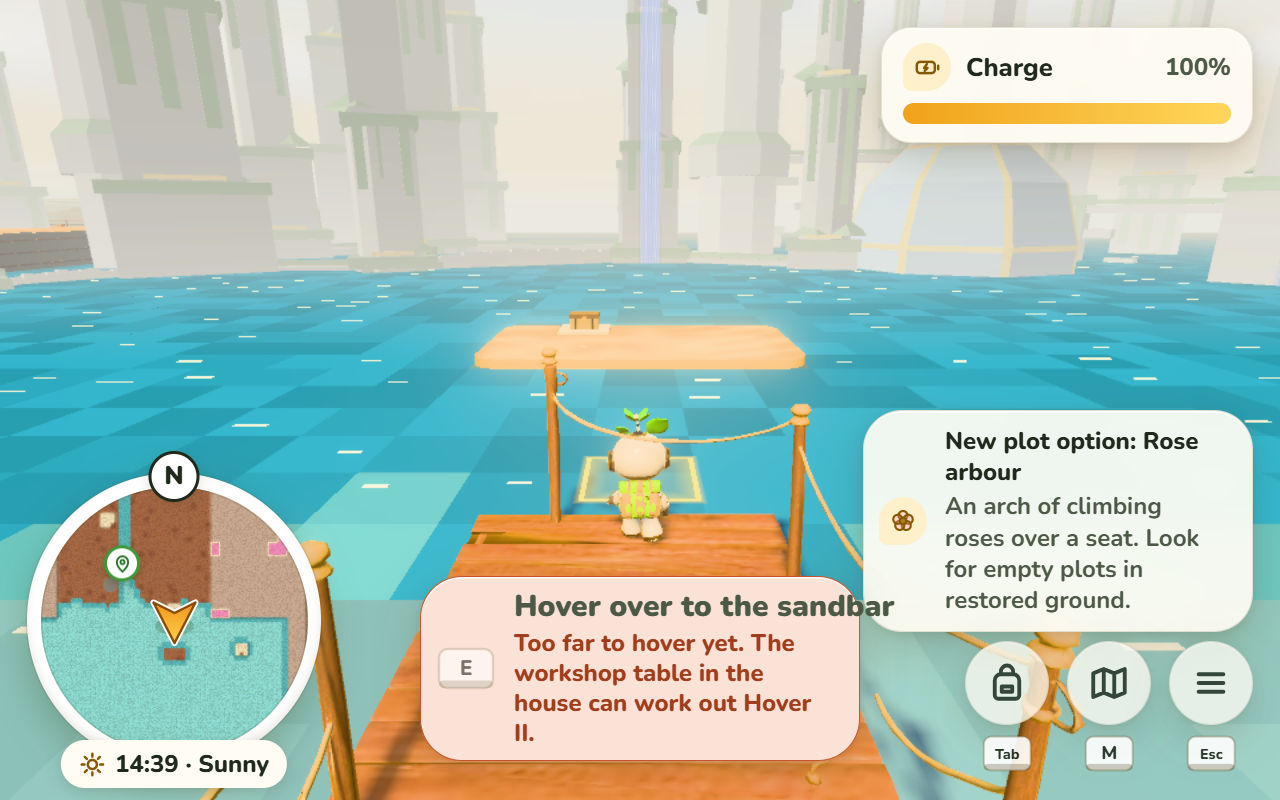 Charge 100%
New plot option: Rose
arbour
An arch of climbing
roses over a seat. Look
for empty plots in
restored ground.
N
Hover over to the sandbar
E
Too far to hover yet. The
workshop table in the
house can work out Hover
II.
14:39 · Sunny
Tab
M
Esc